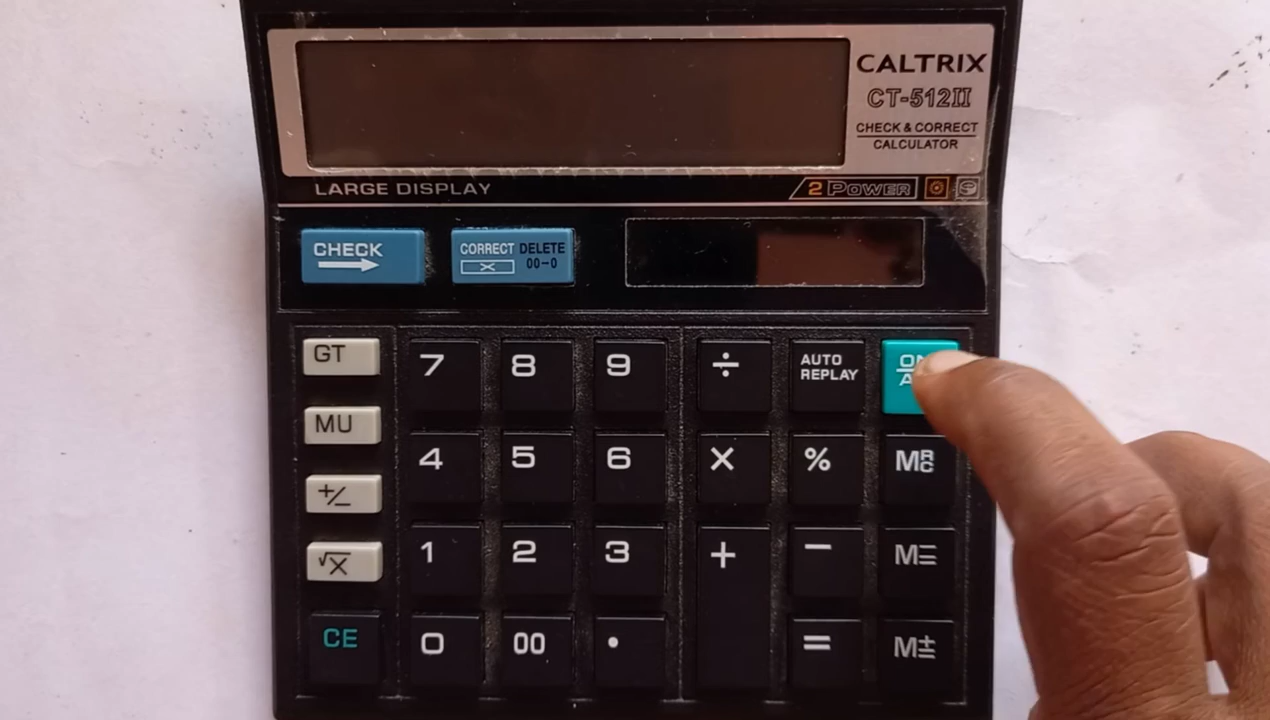 CALTRIX
CT-512II
CHECK & CORRECT
CALCULATOR
LARGE DISPLAY
2 POWER
CHECK
CORRECT DELETE
00-0
GT
7 8 9 ÷ AUTO REPLAY
MU
4 5 6 × %
+/−
1 2 3 + −
√X
CE
0 00 . =